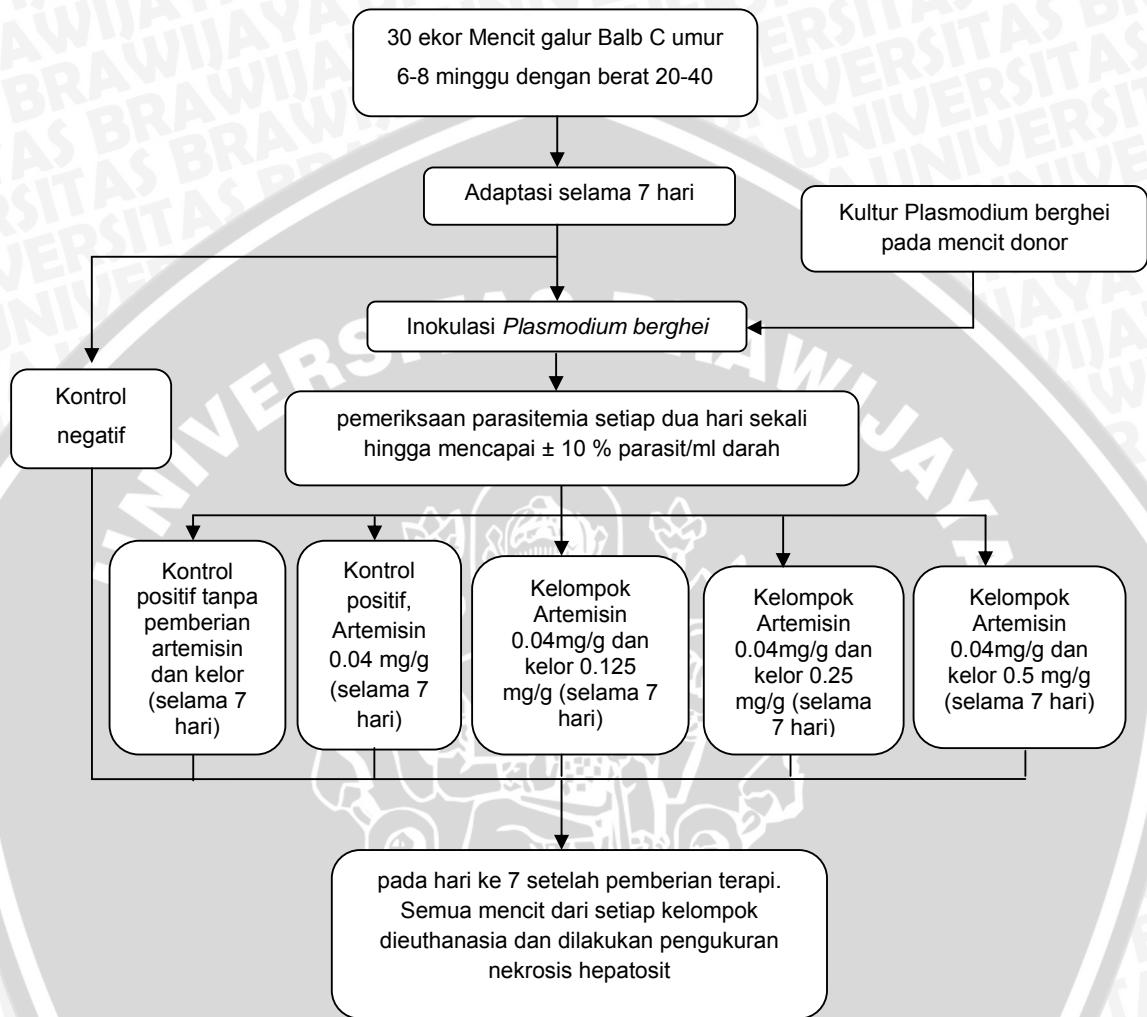 30 ekor Mencit galur Balb C umur
6-8 minggu dengan berat 20-40
Adaptasi selama 7 hari
Kultur Plasmodium berghei
pada mencit donor
Inokulasi Plasmodium berghei
Kontrol
negatif
pemeriksaan parasitemia setiap dua hari sekali
hingga mencapai ± 10 % parasit/ml darah
Kontrol
positif tanpa
pemberian
artemisin
dan kelor
(selama 7
hari)
Kontrol
positif,
Artemisin
0.04 mg/g
(selama 7
hari)
Kelompok
Artemisin
0.04mg/g dan
kelor 0.125
mg/g (selama 7
hari)
Kelompok
Artemisin
0.04mg/g dan
kelor 0.25
mg/g (selama
7 hari)
Kelompok
Artemisin
0.04mg/g dan
kelor 0.5 mg/g
(selama 7 hari)
pada hari ke 7 setelah pemberian terapi.
Semua mencit dari setiap kelompok
dieuthanasia dan dilakukan pengukuran
nekrosis hepatosit
UNIVERSITAS BRAWIJAYA